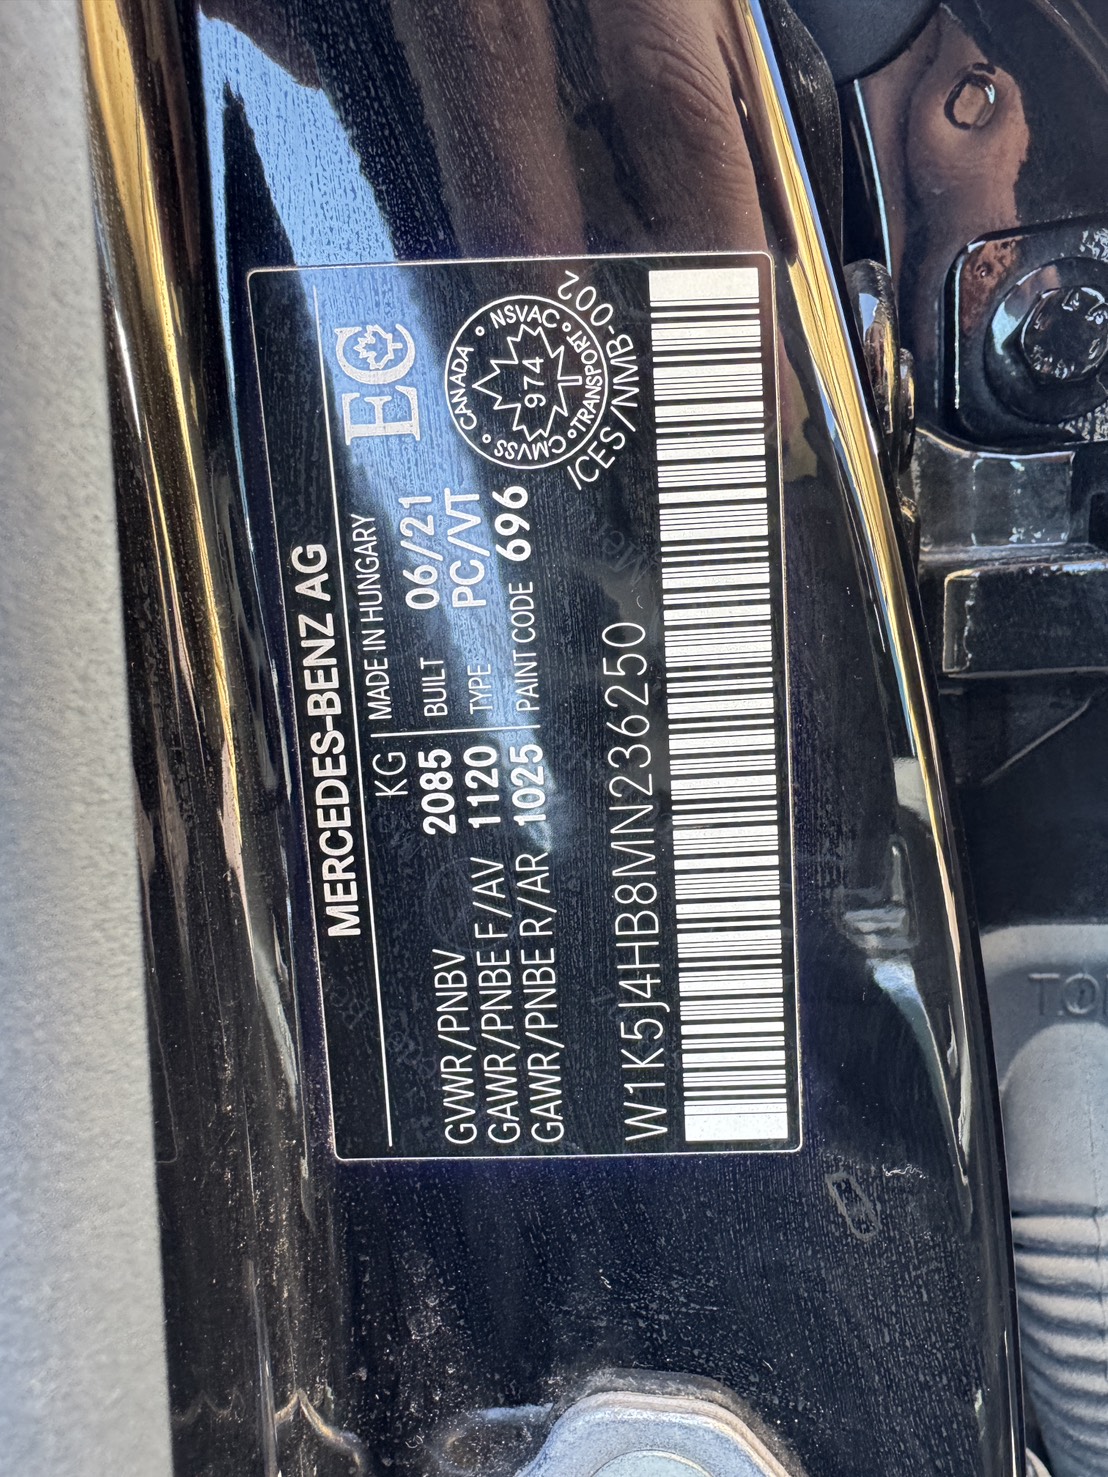 MERCEDES-BENZ AG
KG
MADE IN HUNGARY
EC
GVWR/PNBV 2085
BUILT 06/21
GAWR/PNBE F/AV 1120
TYPE PC/VT
GAWR/PNBE R/AR 1025
PAINT CODE 696
CMVSS • CANADA • NSVAC • TRANSPORT •
974
ICES/NMB-002
W1K5J4HB8MN236250